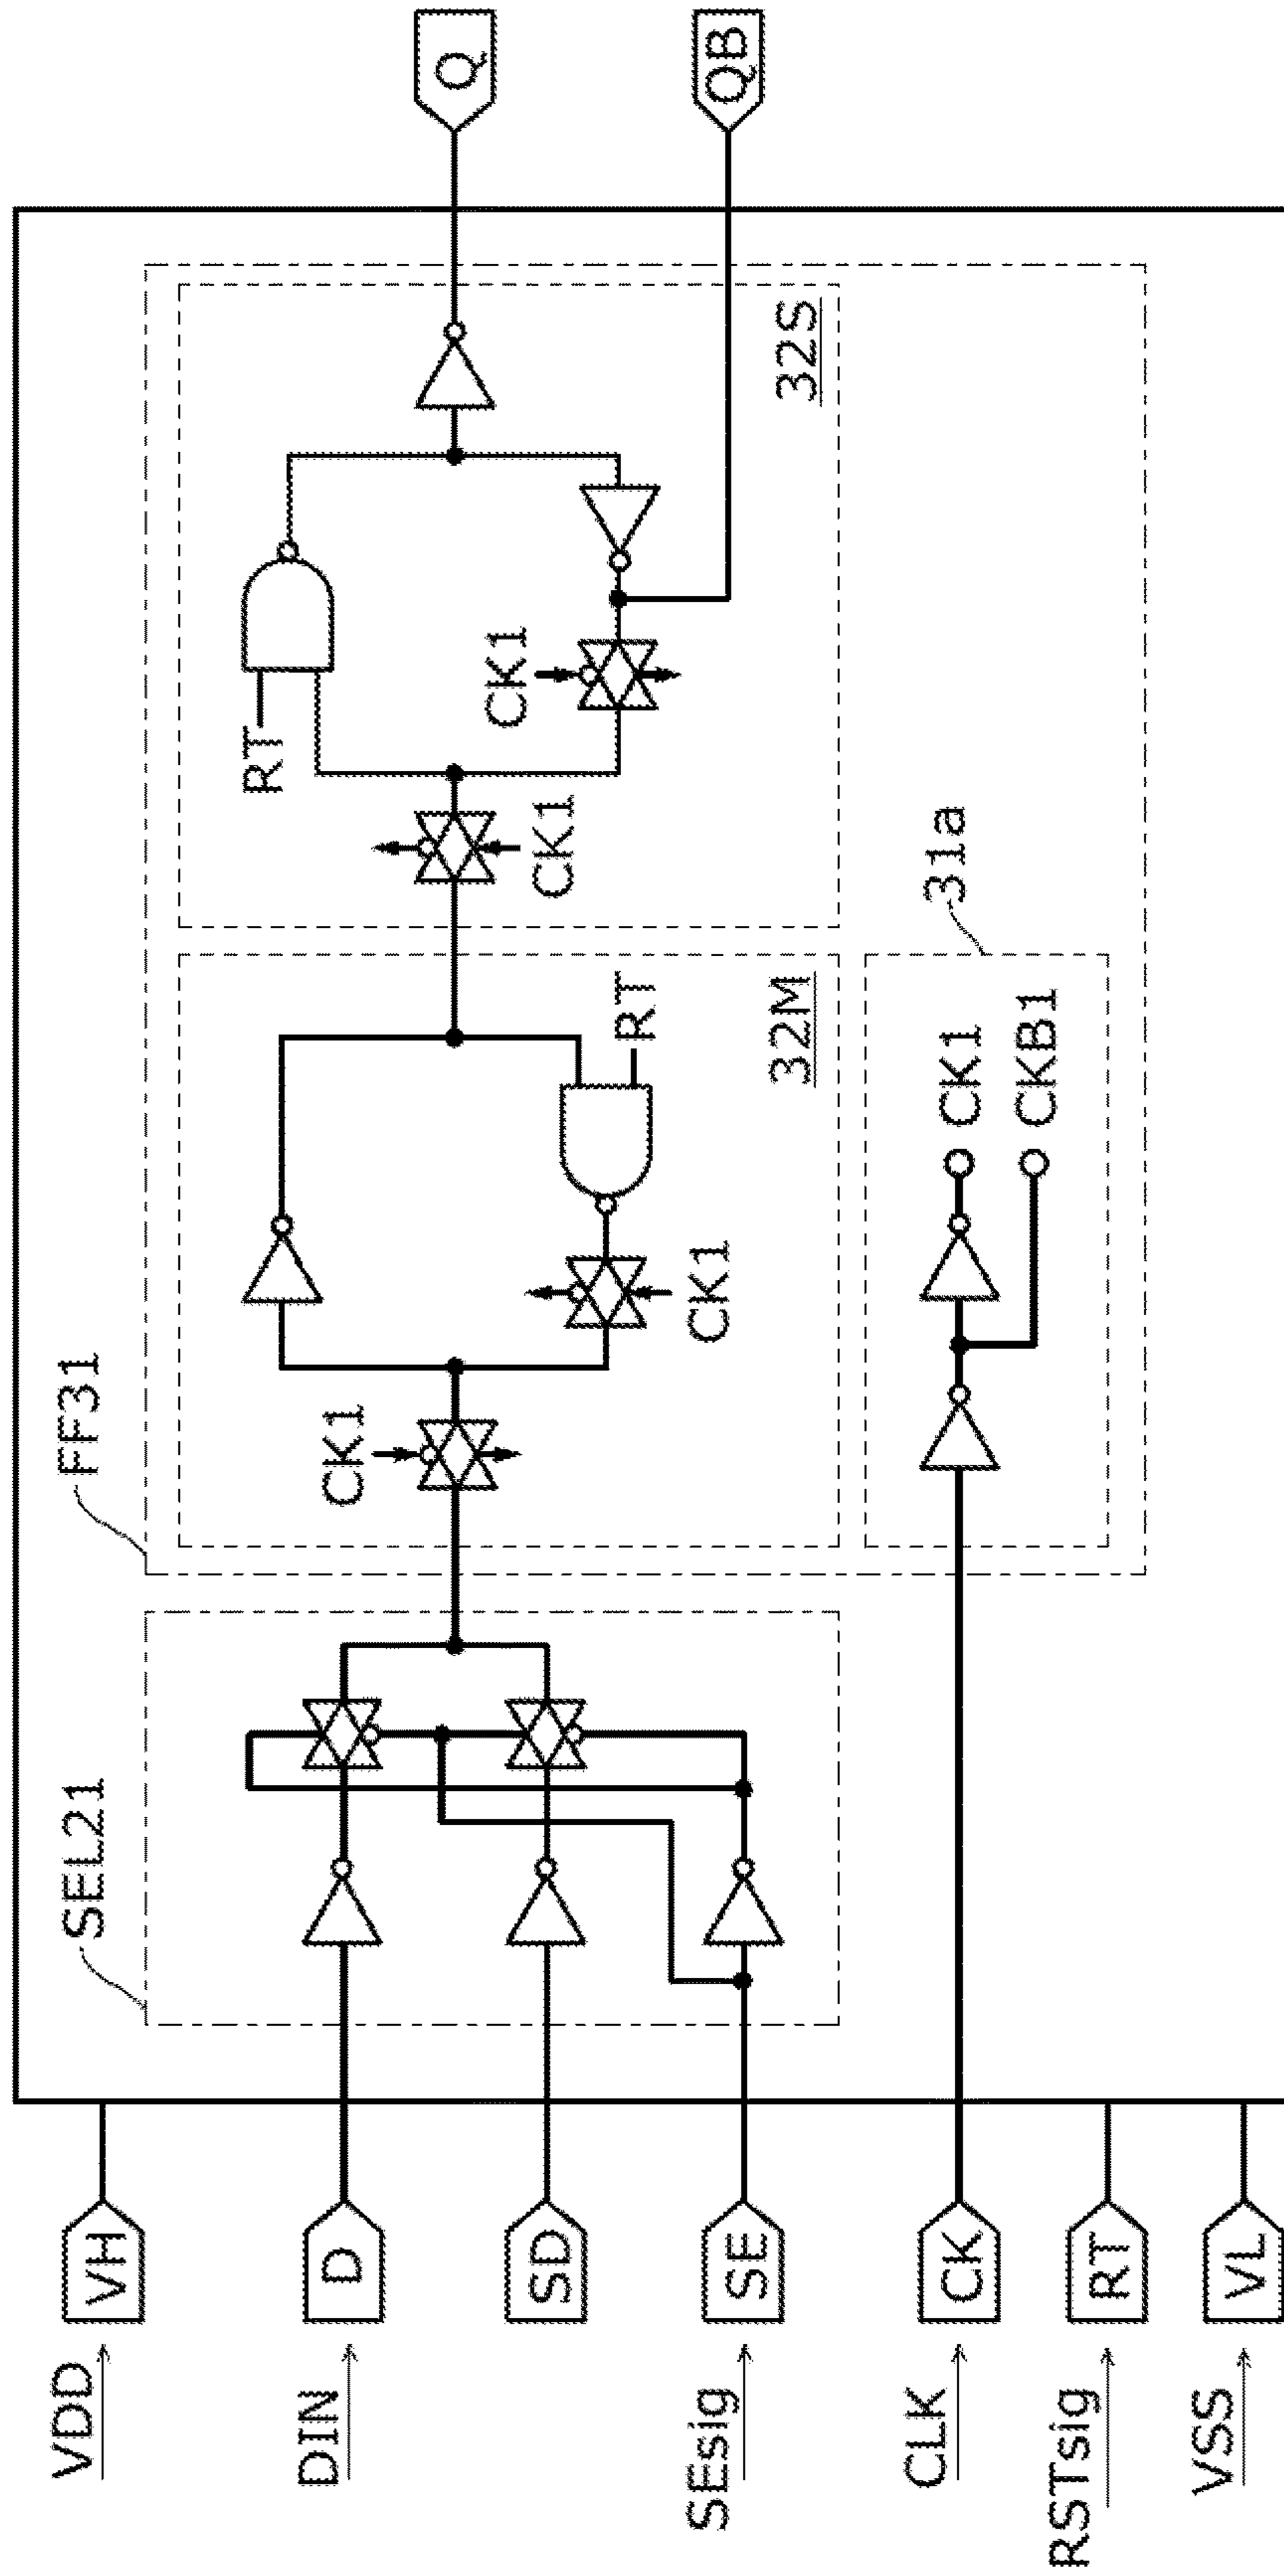 VDD
VH
DIN
D
SD
SEsig
SE
CLK
CK
RSTsig
RT
VSS
VL
SEL21
FF31
CK1
CK1
RT
32M
CK1
RT
CK1
32S
CK1
CKB1
31a
Q
QB